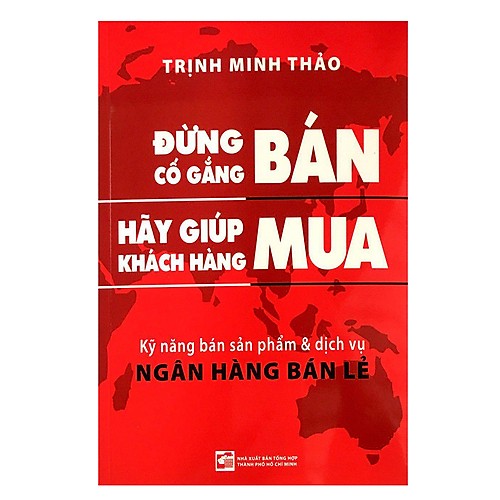 TRỊNH MINH THẢO
ĐỪNG
CỐ GẮNG
BÁN
HÃY GIÚP
KHÁCH HÀNG
MUA
Kỹ năng bán sản phẩm & dịch vụ
NGÂN HÀNG BÁN LẺ
NHÀ XUẤT BẢN TỔNG HỢP
THÀNH PHỐ HỒ CHÍ MINH